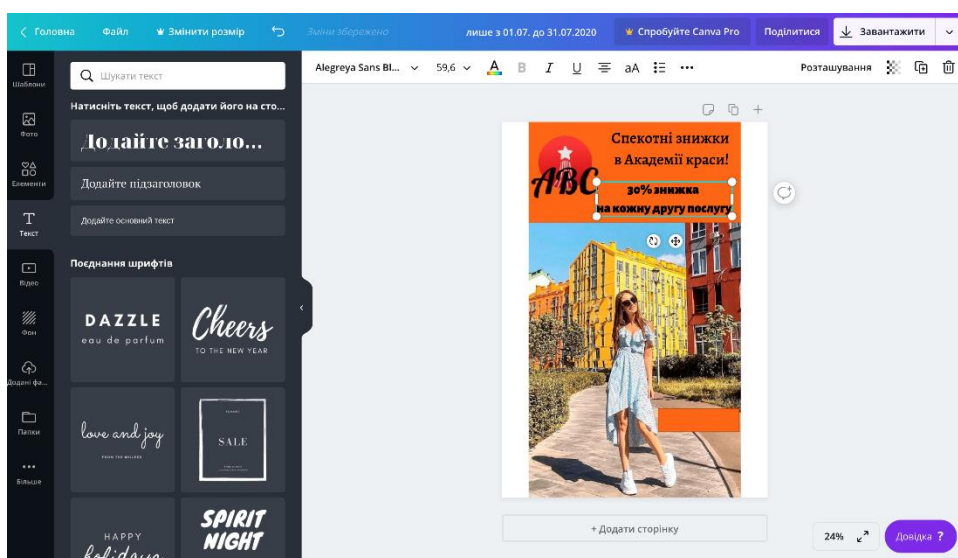 Головна Файл Змінити розмір Зміни збережено лише з 01.07. до 31.07.2020 Спробуйте Canva Pro Поділитися Завантажити
Alegreya Sans Bl... 59,6 A B I U aA Розташування
Шаблони
Фото
Елементи
Текст
Відео
Фон
Додані фа...
Папки
Більше
Шукати текст
Натисніть текст, щоб додати його на сто...
Додайте заголо...
Додайте підзаголовок
Додайте основний текст
Поєднання шрифтів
DAZZLE
eau de parfum
Cheers
TO THE NEW YEAR
love and joy
SALE
HAPPY
holidays
SPIRIT
NIGHT
ABC
Спекотні знижки
в Академії краси!
30% знижка
на кожну другу послугу
+ Додати сторінку
24%
Довідка ?